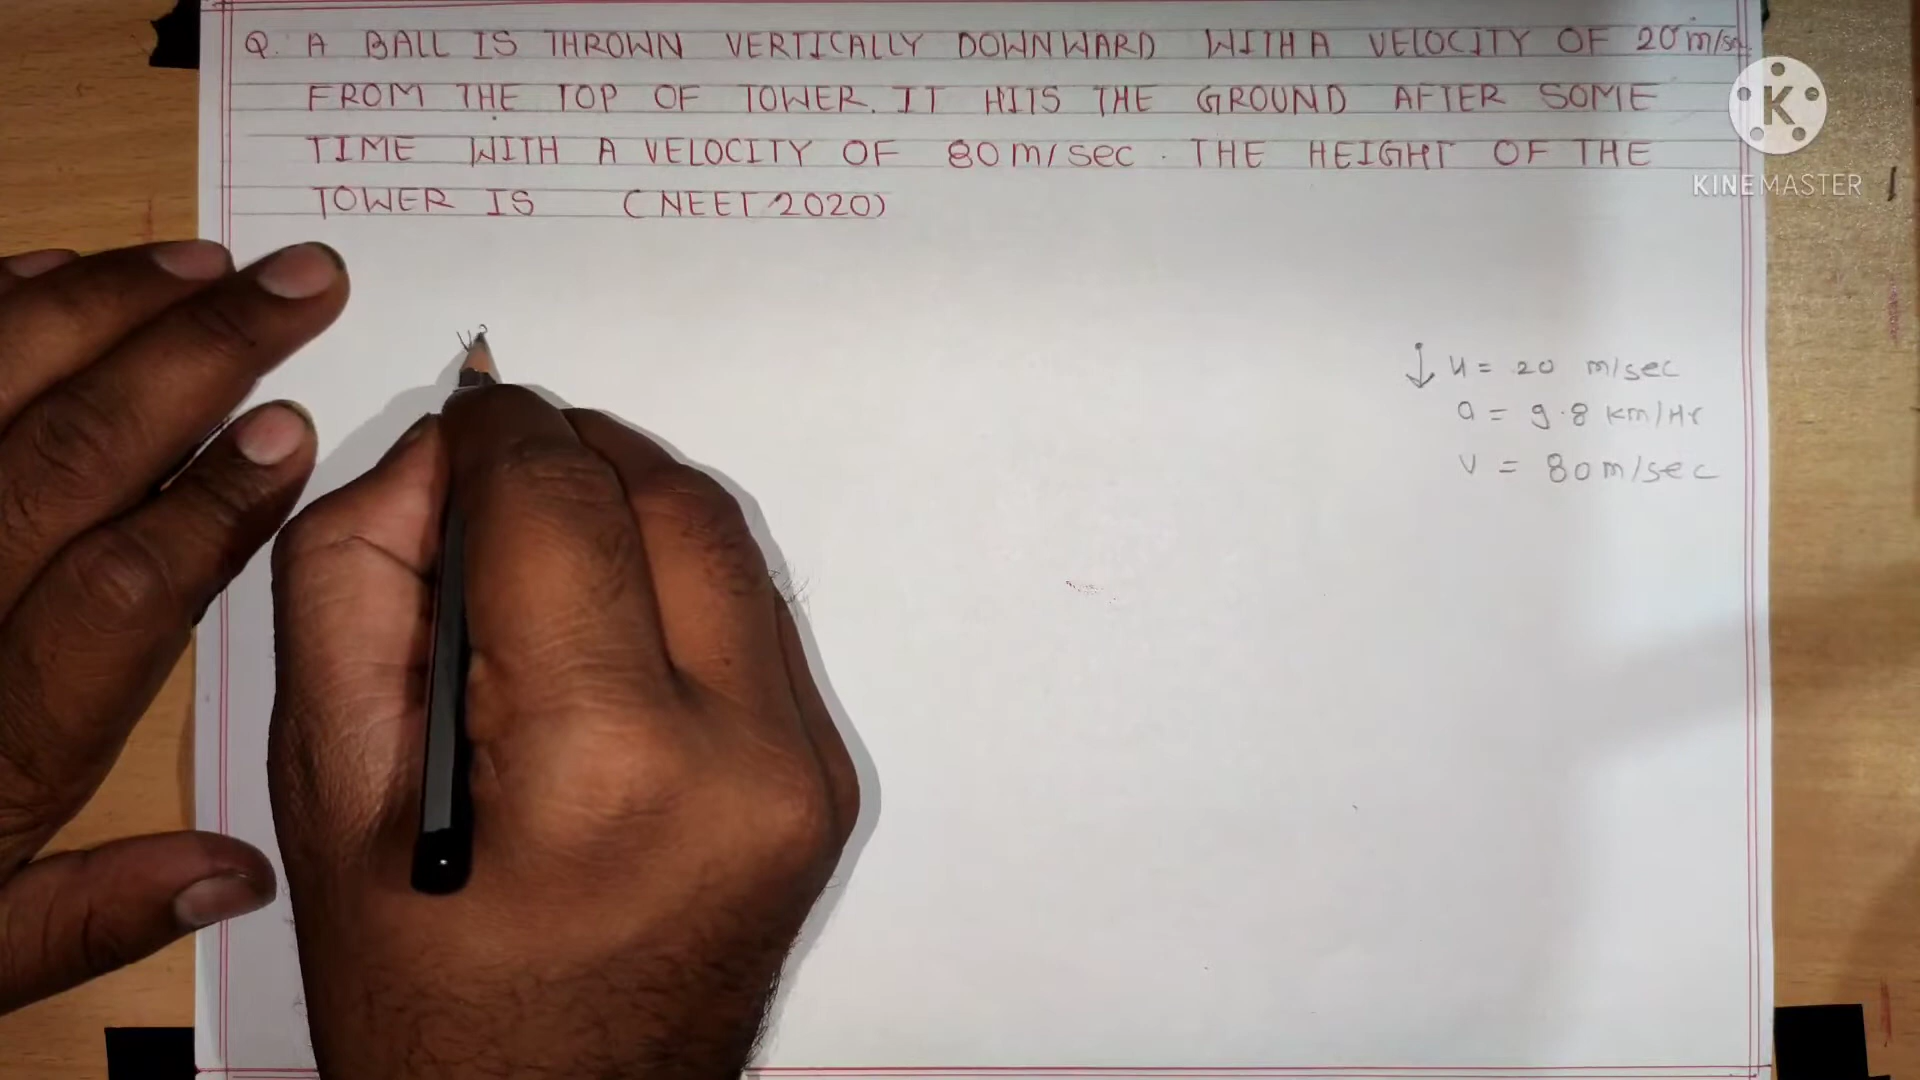 Q. A BALL IS THROWN VERTICALLY DOWNWARD WITH A VELOCITY OF 20 m/sec
FROM THE TOP OF TOWER. IT HITS THE GROUND AFTER SOME
TIME WITH A VELOCITY OF 80 m/sec. THE HEIGHT OF THE
TOWER IS (NEET 2020)
K
KINEMASTER
u = 20 m/sec
a = 9.8 km/Hr
v = 80 m/sec
v²